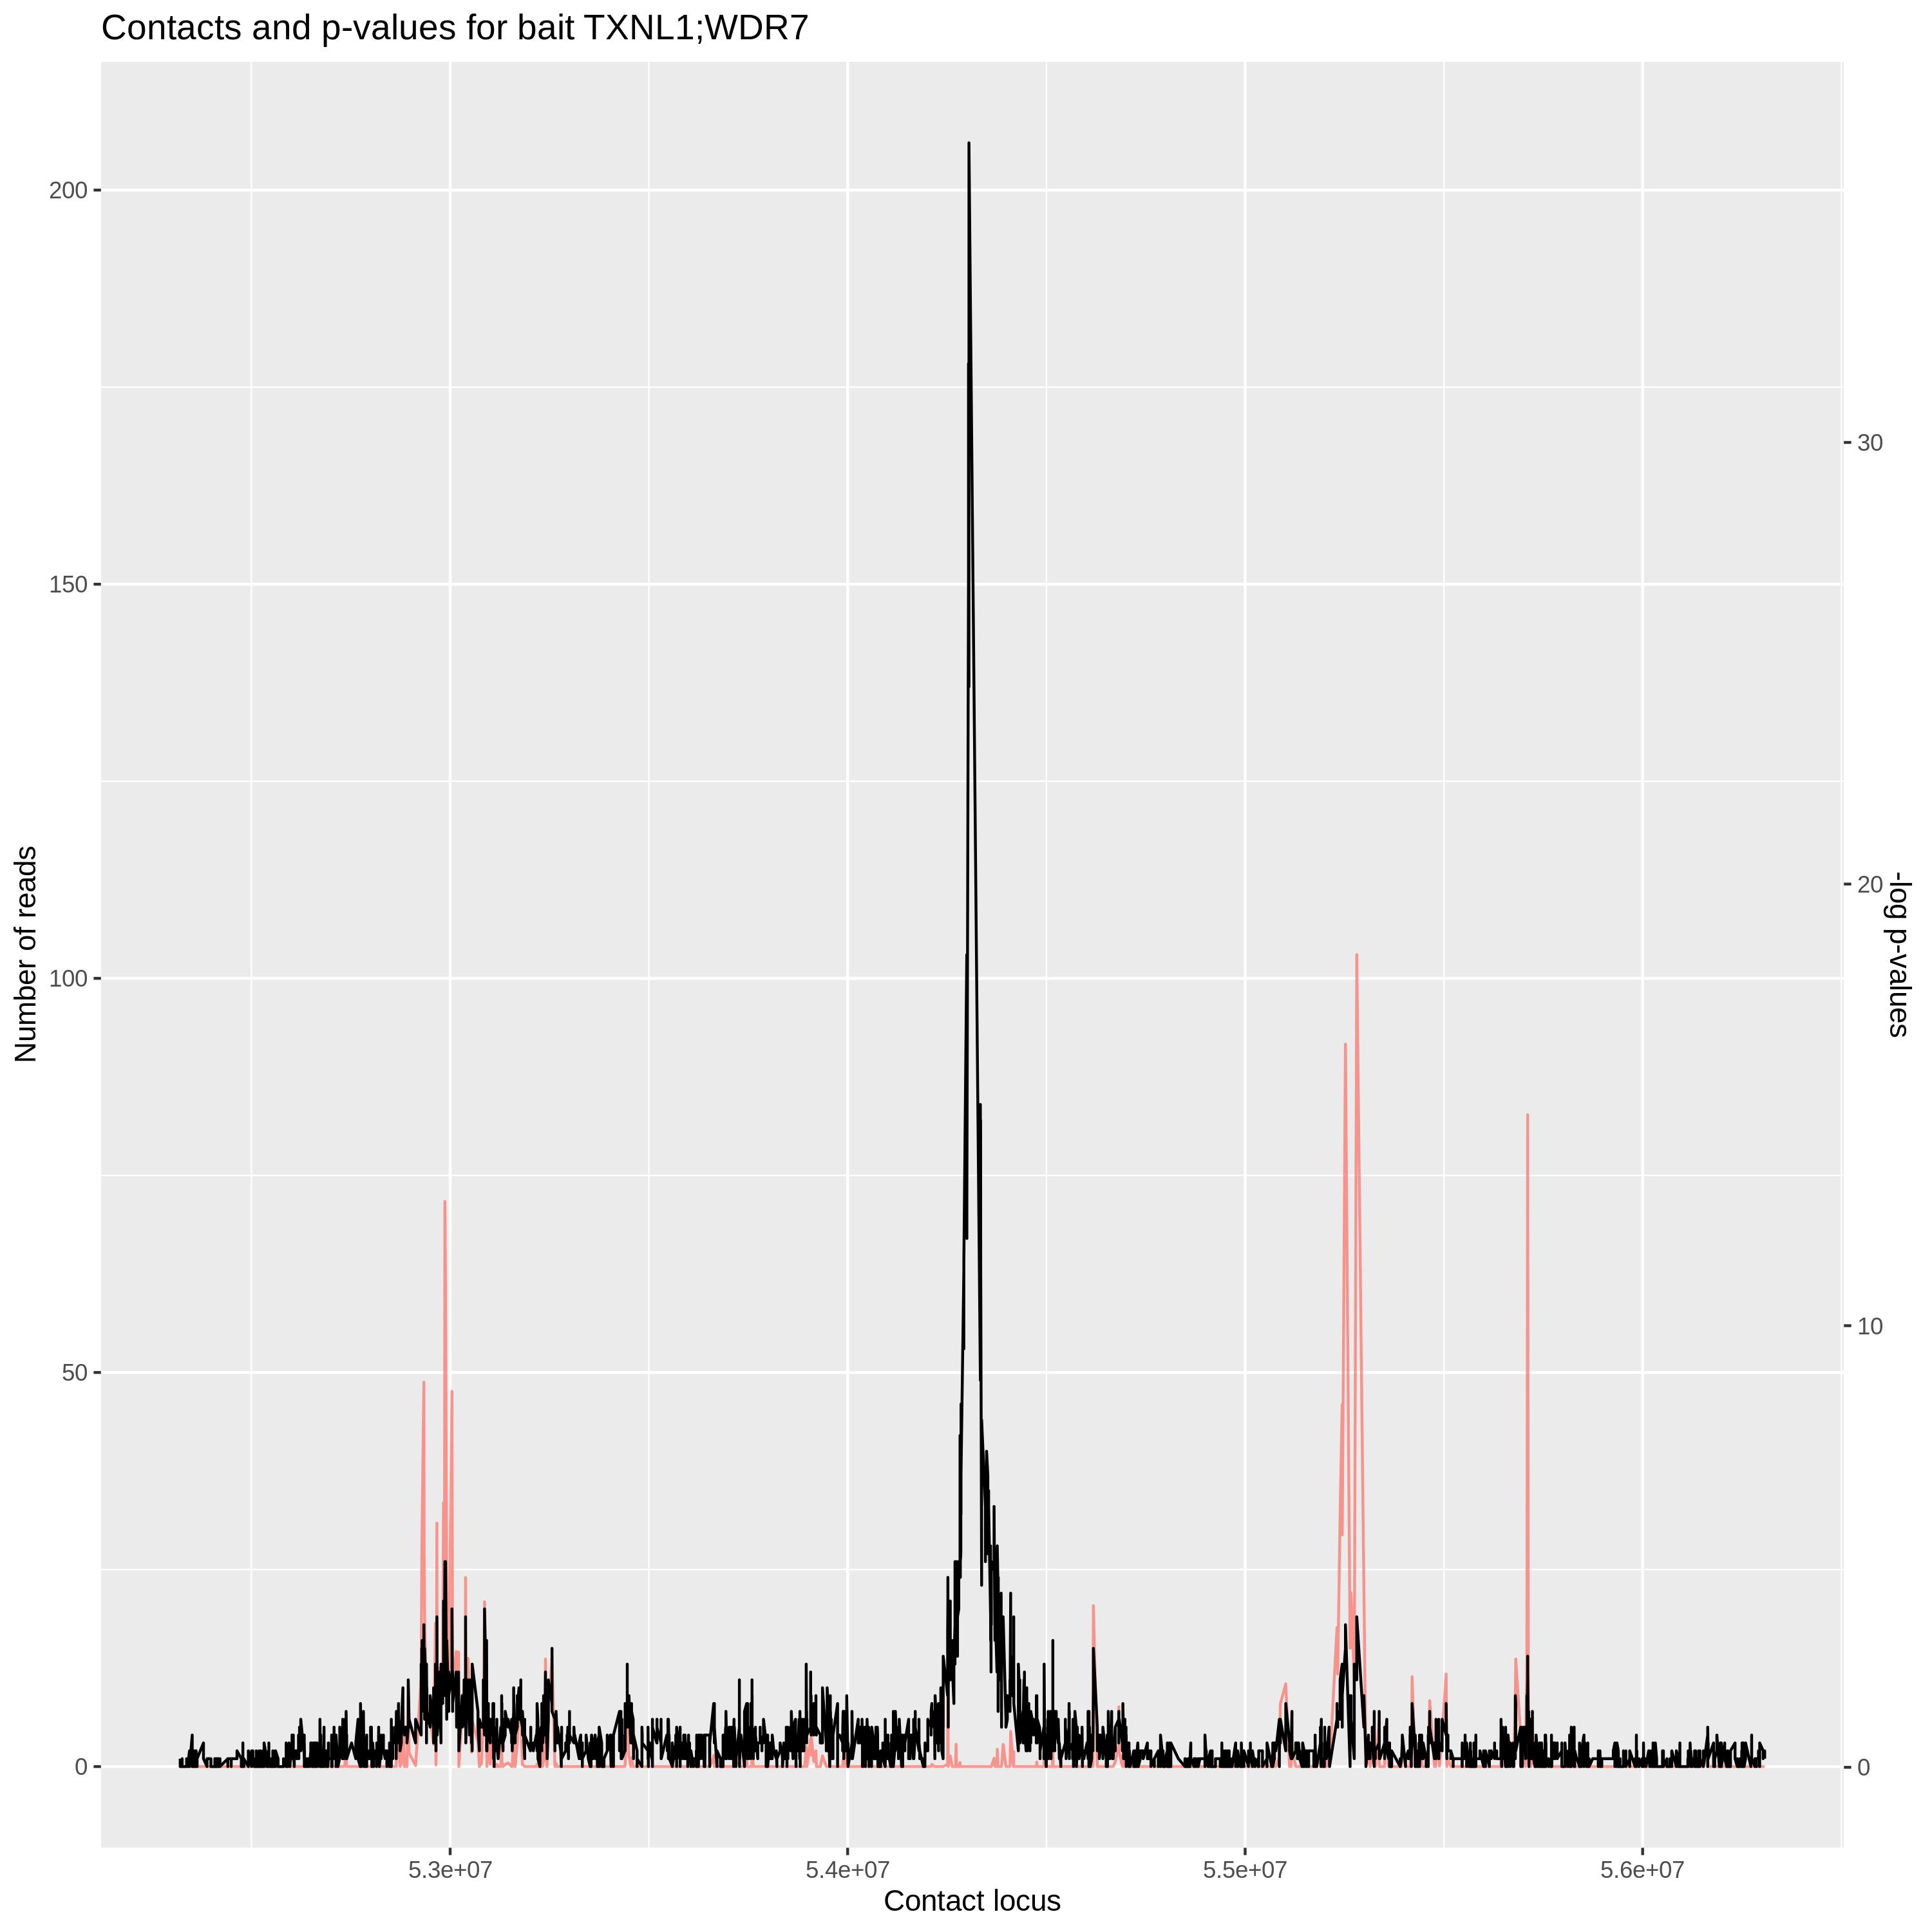 Contacts and p-values for bait TXNL1;WDR7
200
150
100
50
0
Number of reads
30
20
10
0
-log p-values
5.3e+07
5.4e+07
5.5e+07
5.6e+07
Contact locus